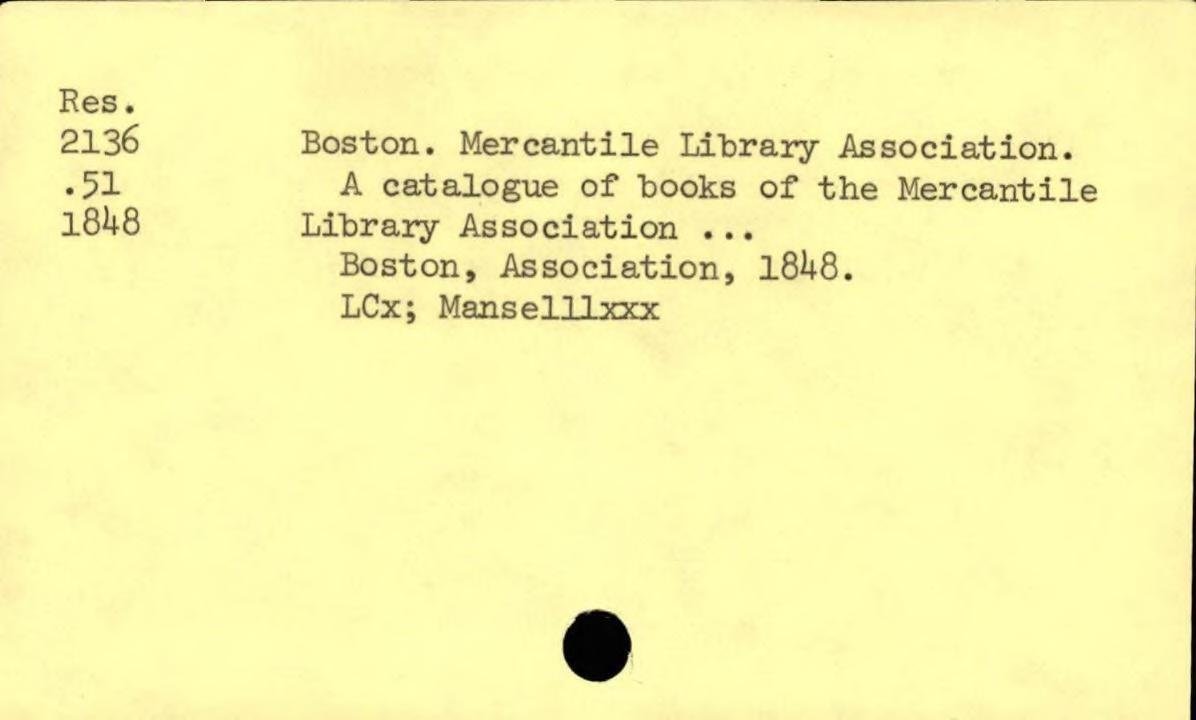 Res.
2136 Boston. Mercantile Library Association.
.51 A catalogue of books of the Mercantile
1848 Library Association ...
Boston, Association, 1848.
LCx; Manselllxxx